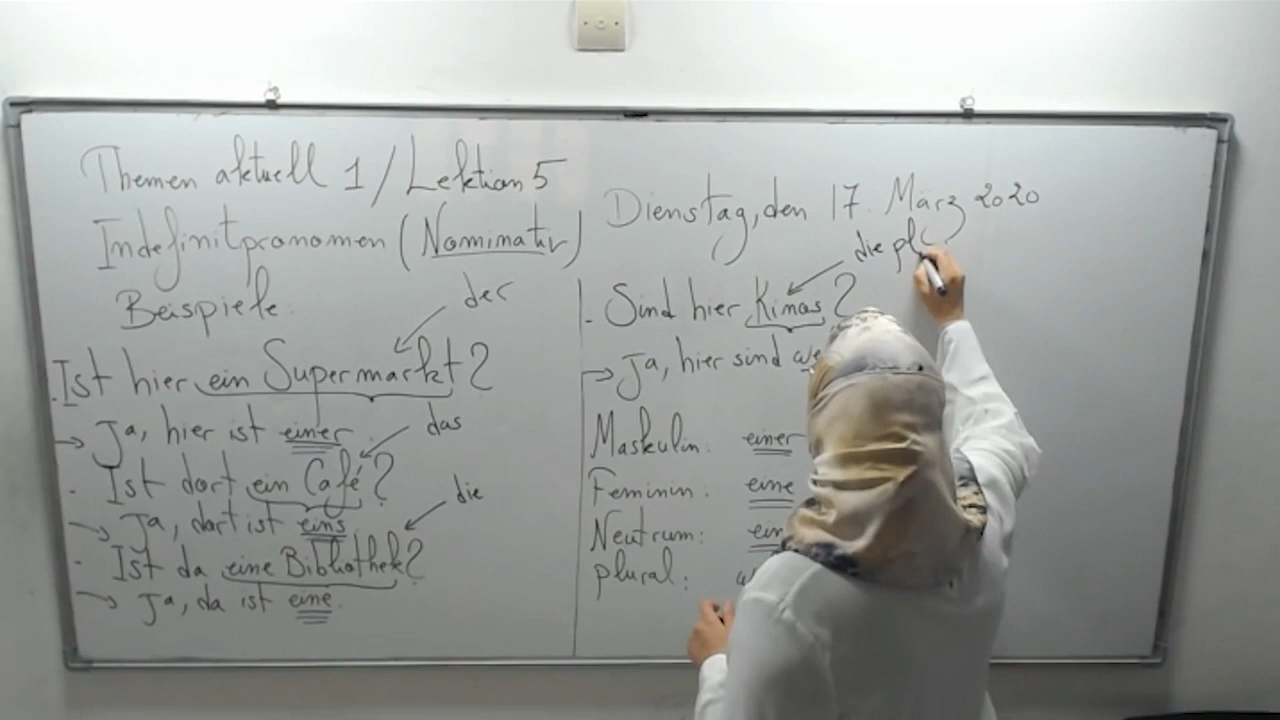 Themen aktuell 1 / Lektion 5
Indefinitpronomen (Nominativ)
Beispiele:
der
. Ist hier ein Supermarkt?
→ Ja, hier ist einer.
das
. Ist dort ein Café?
→ Ja, dort ist eins.
die
. Ist da eine Bibliothek?
→ Ja, da ist eine.
Dienstag, den 17. März 2020
die pl
- Sind hier Kinos?
→ Ja, hier sind we
Maskulin: einer
Feminin: eine
Neutrum: ein
plural: w